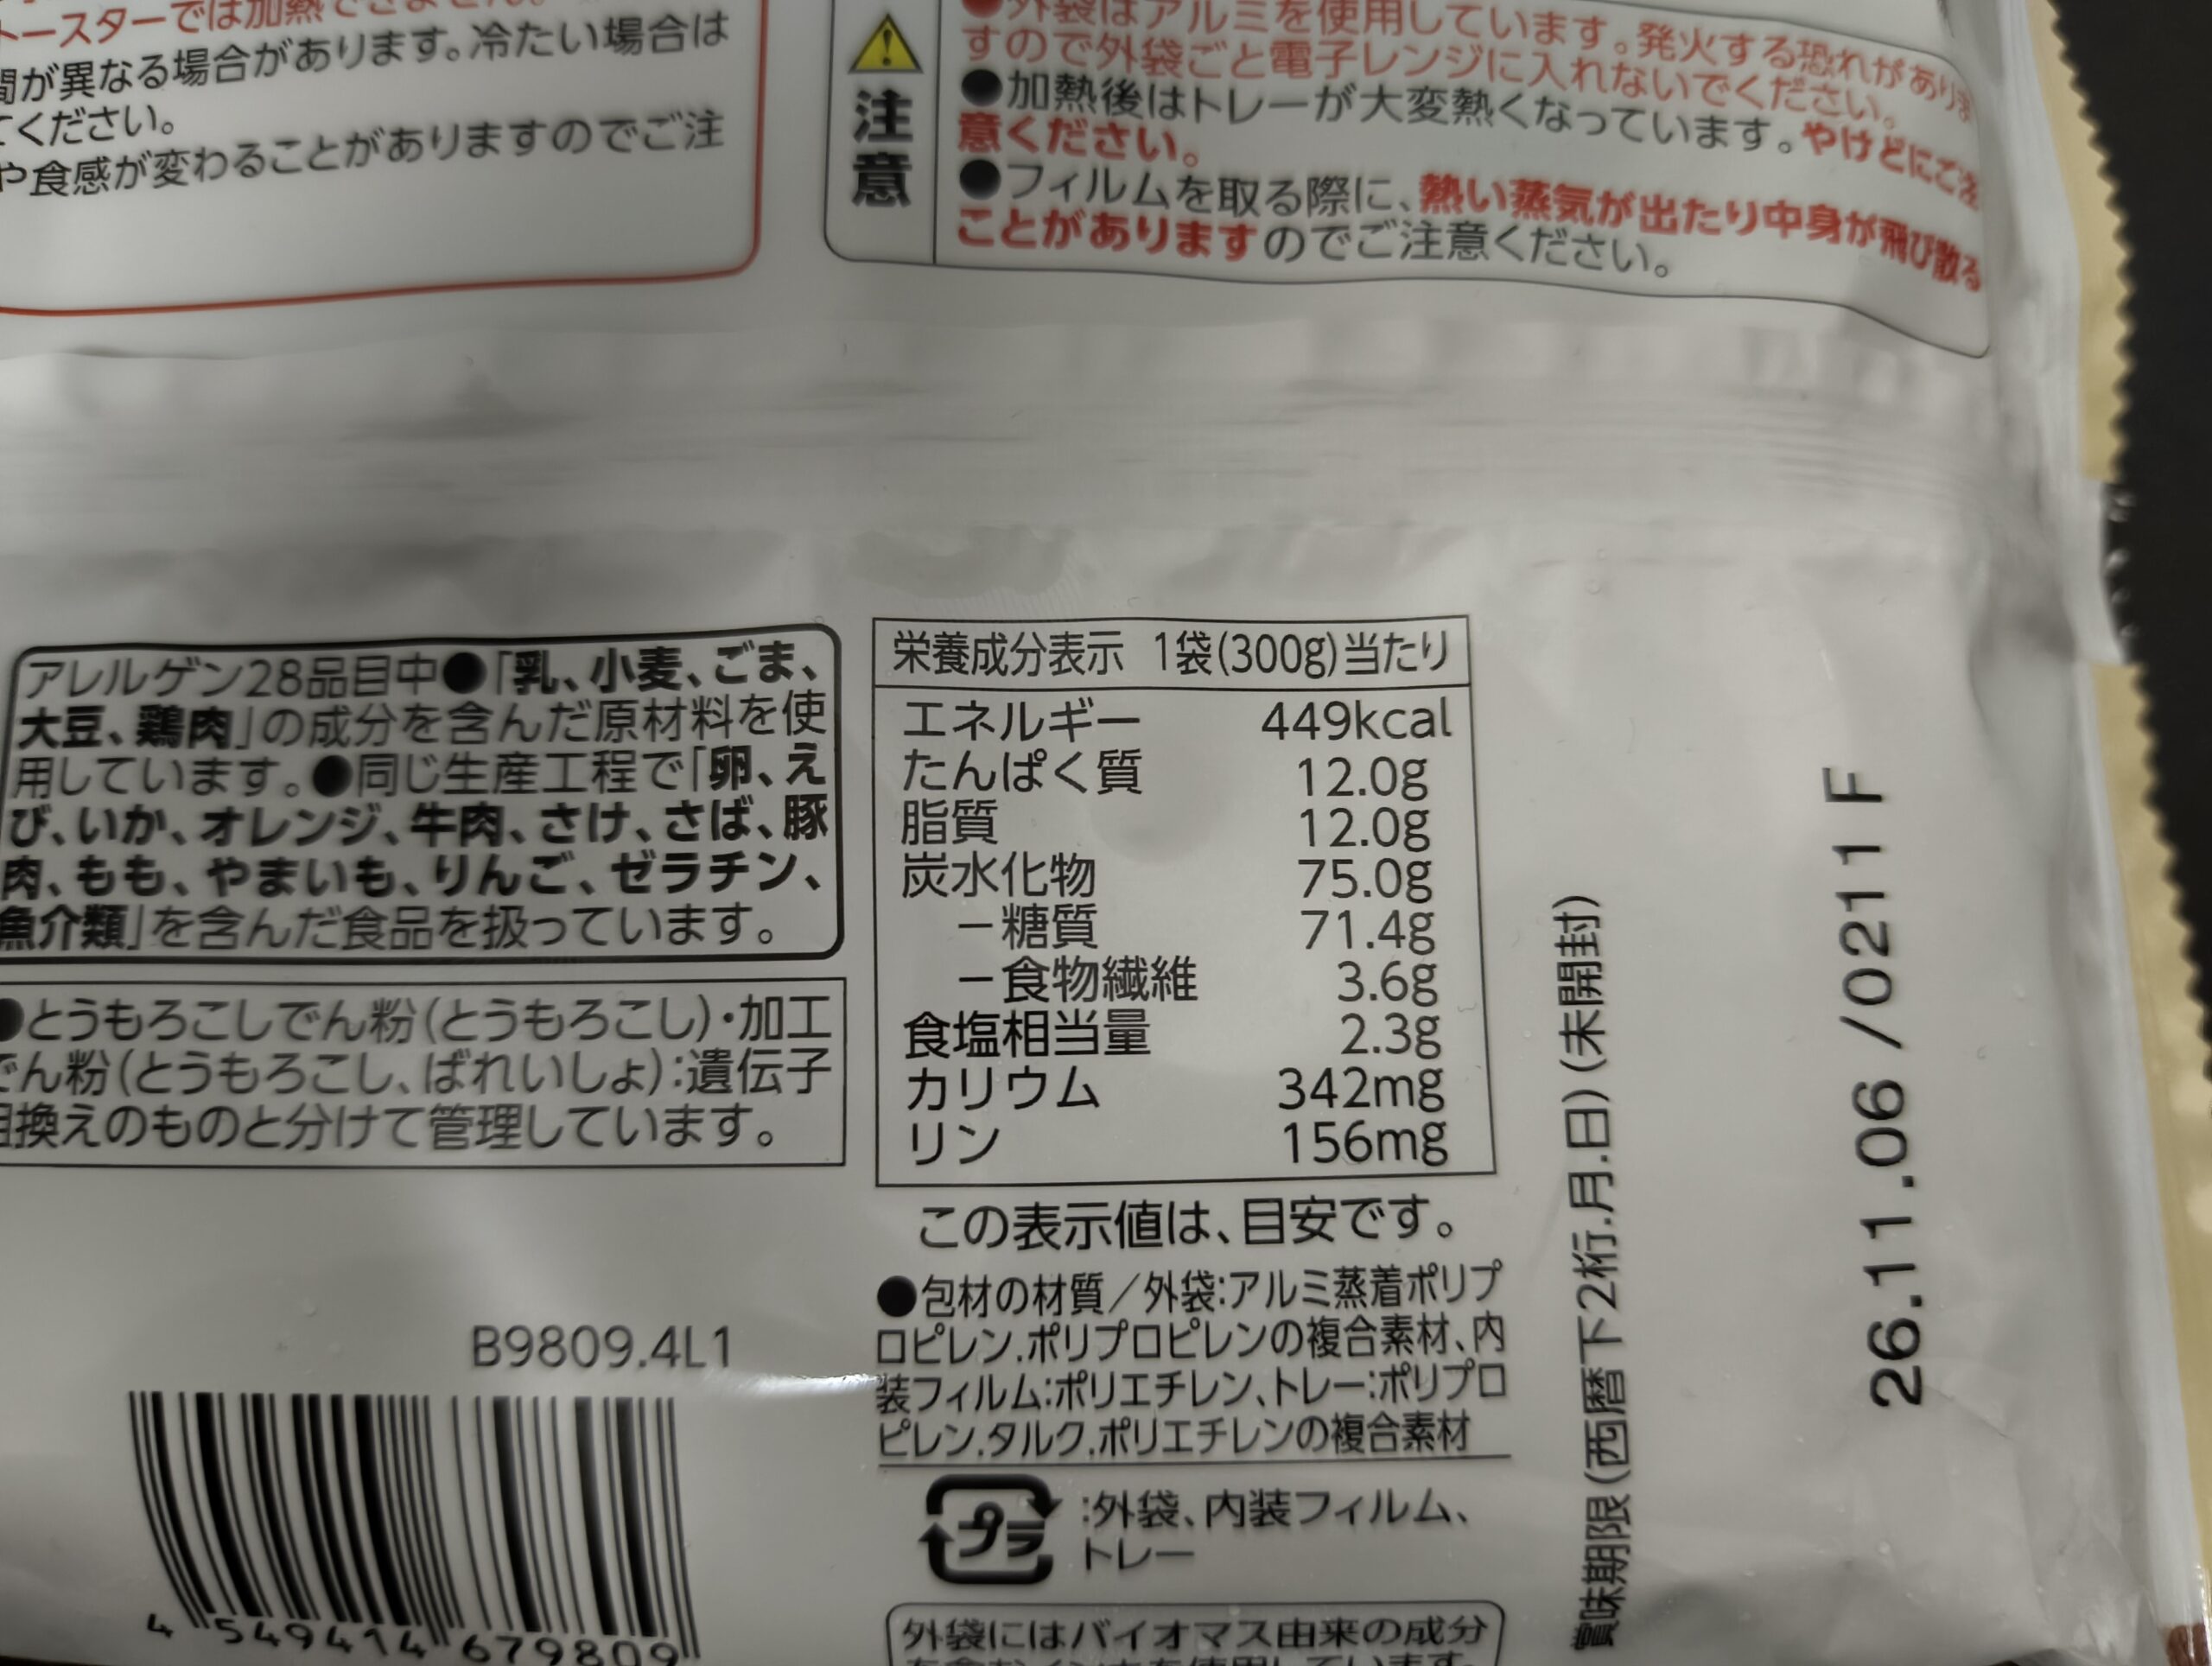 トースターでは加熱できません。
間が異なる場合があります。冷たい場合は
てください。
や食感が変わることがありますのでご注
注意
●外袋はアルミを使用しています。発火する恐れがありま
すので外袋ごと電子レンジに入れないでください。
●加熱後はトレーが大変熱くなっています。やけどにご注
意ください。
●フィルムを取る際に、熱い蒸気が出たり中身が飛び散る
ことがありますのでご注意ください。
アレルゲン28品目中●「乳、小麦、ごま、
大豆、鶏肉」の成分を含んだ原材料を使
用しています。●同じ生産工程で「卵、え
び、いか、オレンジ、牛肉、さけ、さば、豚
肉、もも、やまいも、りんご、ゼラチン、
魚介類」を含んだ食品を扱っています。
●とうもろこしでん粉(とうもろこし)・加工
でん粉(とうもろこし、ばれいしょ):遺伝子
組換えのものと分けて管理しています。
B9809.4L1
4 549414 679809
栄養成分表示 1袋(300g)当たり
エネルギー 449kcal
たんぱく質 12.0g
脂質 12.0g
炭水化物 75.0g
－糖質 71.4g
－食物繊維 3.6g
食塩相当量 2.3g
カリウム 342mg
リン 156mg
この表示値は、目安です。
●包材の材質／外袋:アルミ蒸着ポリプ
ロピレン.ポリプロピレンの複合素材、内
装フィルム:ポリエチレン、トレー:ポリプロ
ピレン.タルク.ポリエチレンの複合素材
プラ :外袋、内装フィルム、
トレー
外袋にはバイオマス由来の成分
賞味期限(西暦下2桁.月.日)(未開封)
26.11.06 /0211 F